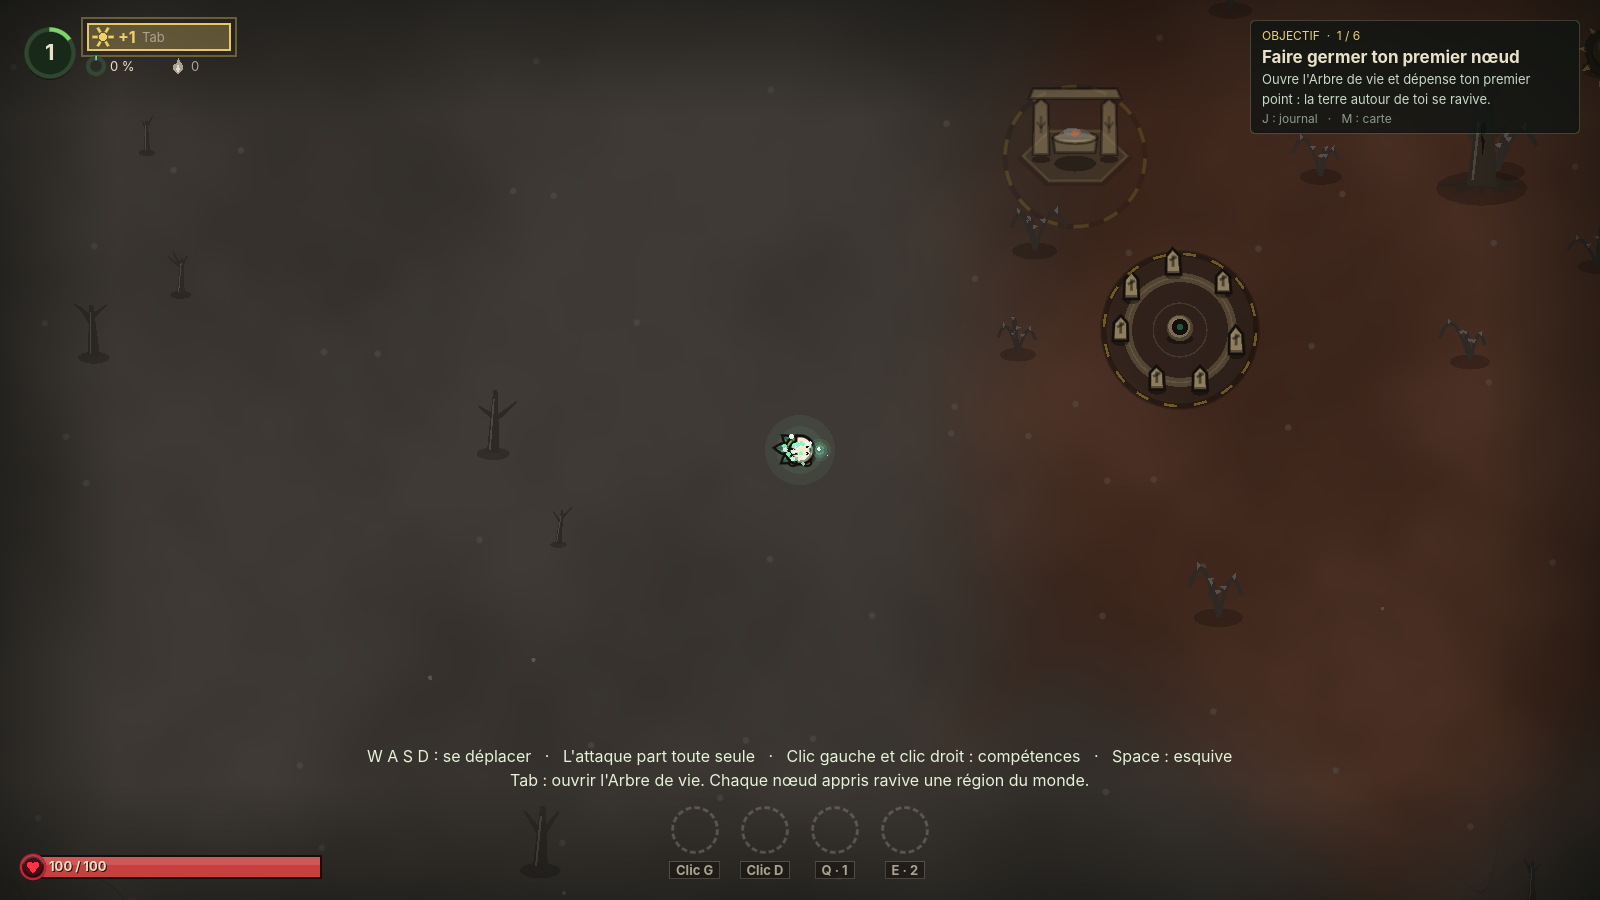 1
+1 Tab
0 %
0
OBJECTIF · 1 / 6
Faire germer ton premier nœud
Ouvre l'Arbre de vie et dépense ton premier
point : la terre autour de toi se ravive.
J : journal · M : carte
W A S D : se déplacer · L'attaque part toute seule · Clic gauche et clic droit : compétences · Space : esquive
Tab : ouvrir l'Arbre de vie. Chaque nœud appris ravive une région du monde.
100 / 100
Clic G
Clic D
Q · 1
E · 2